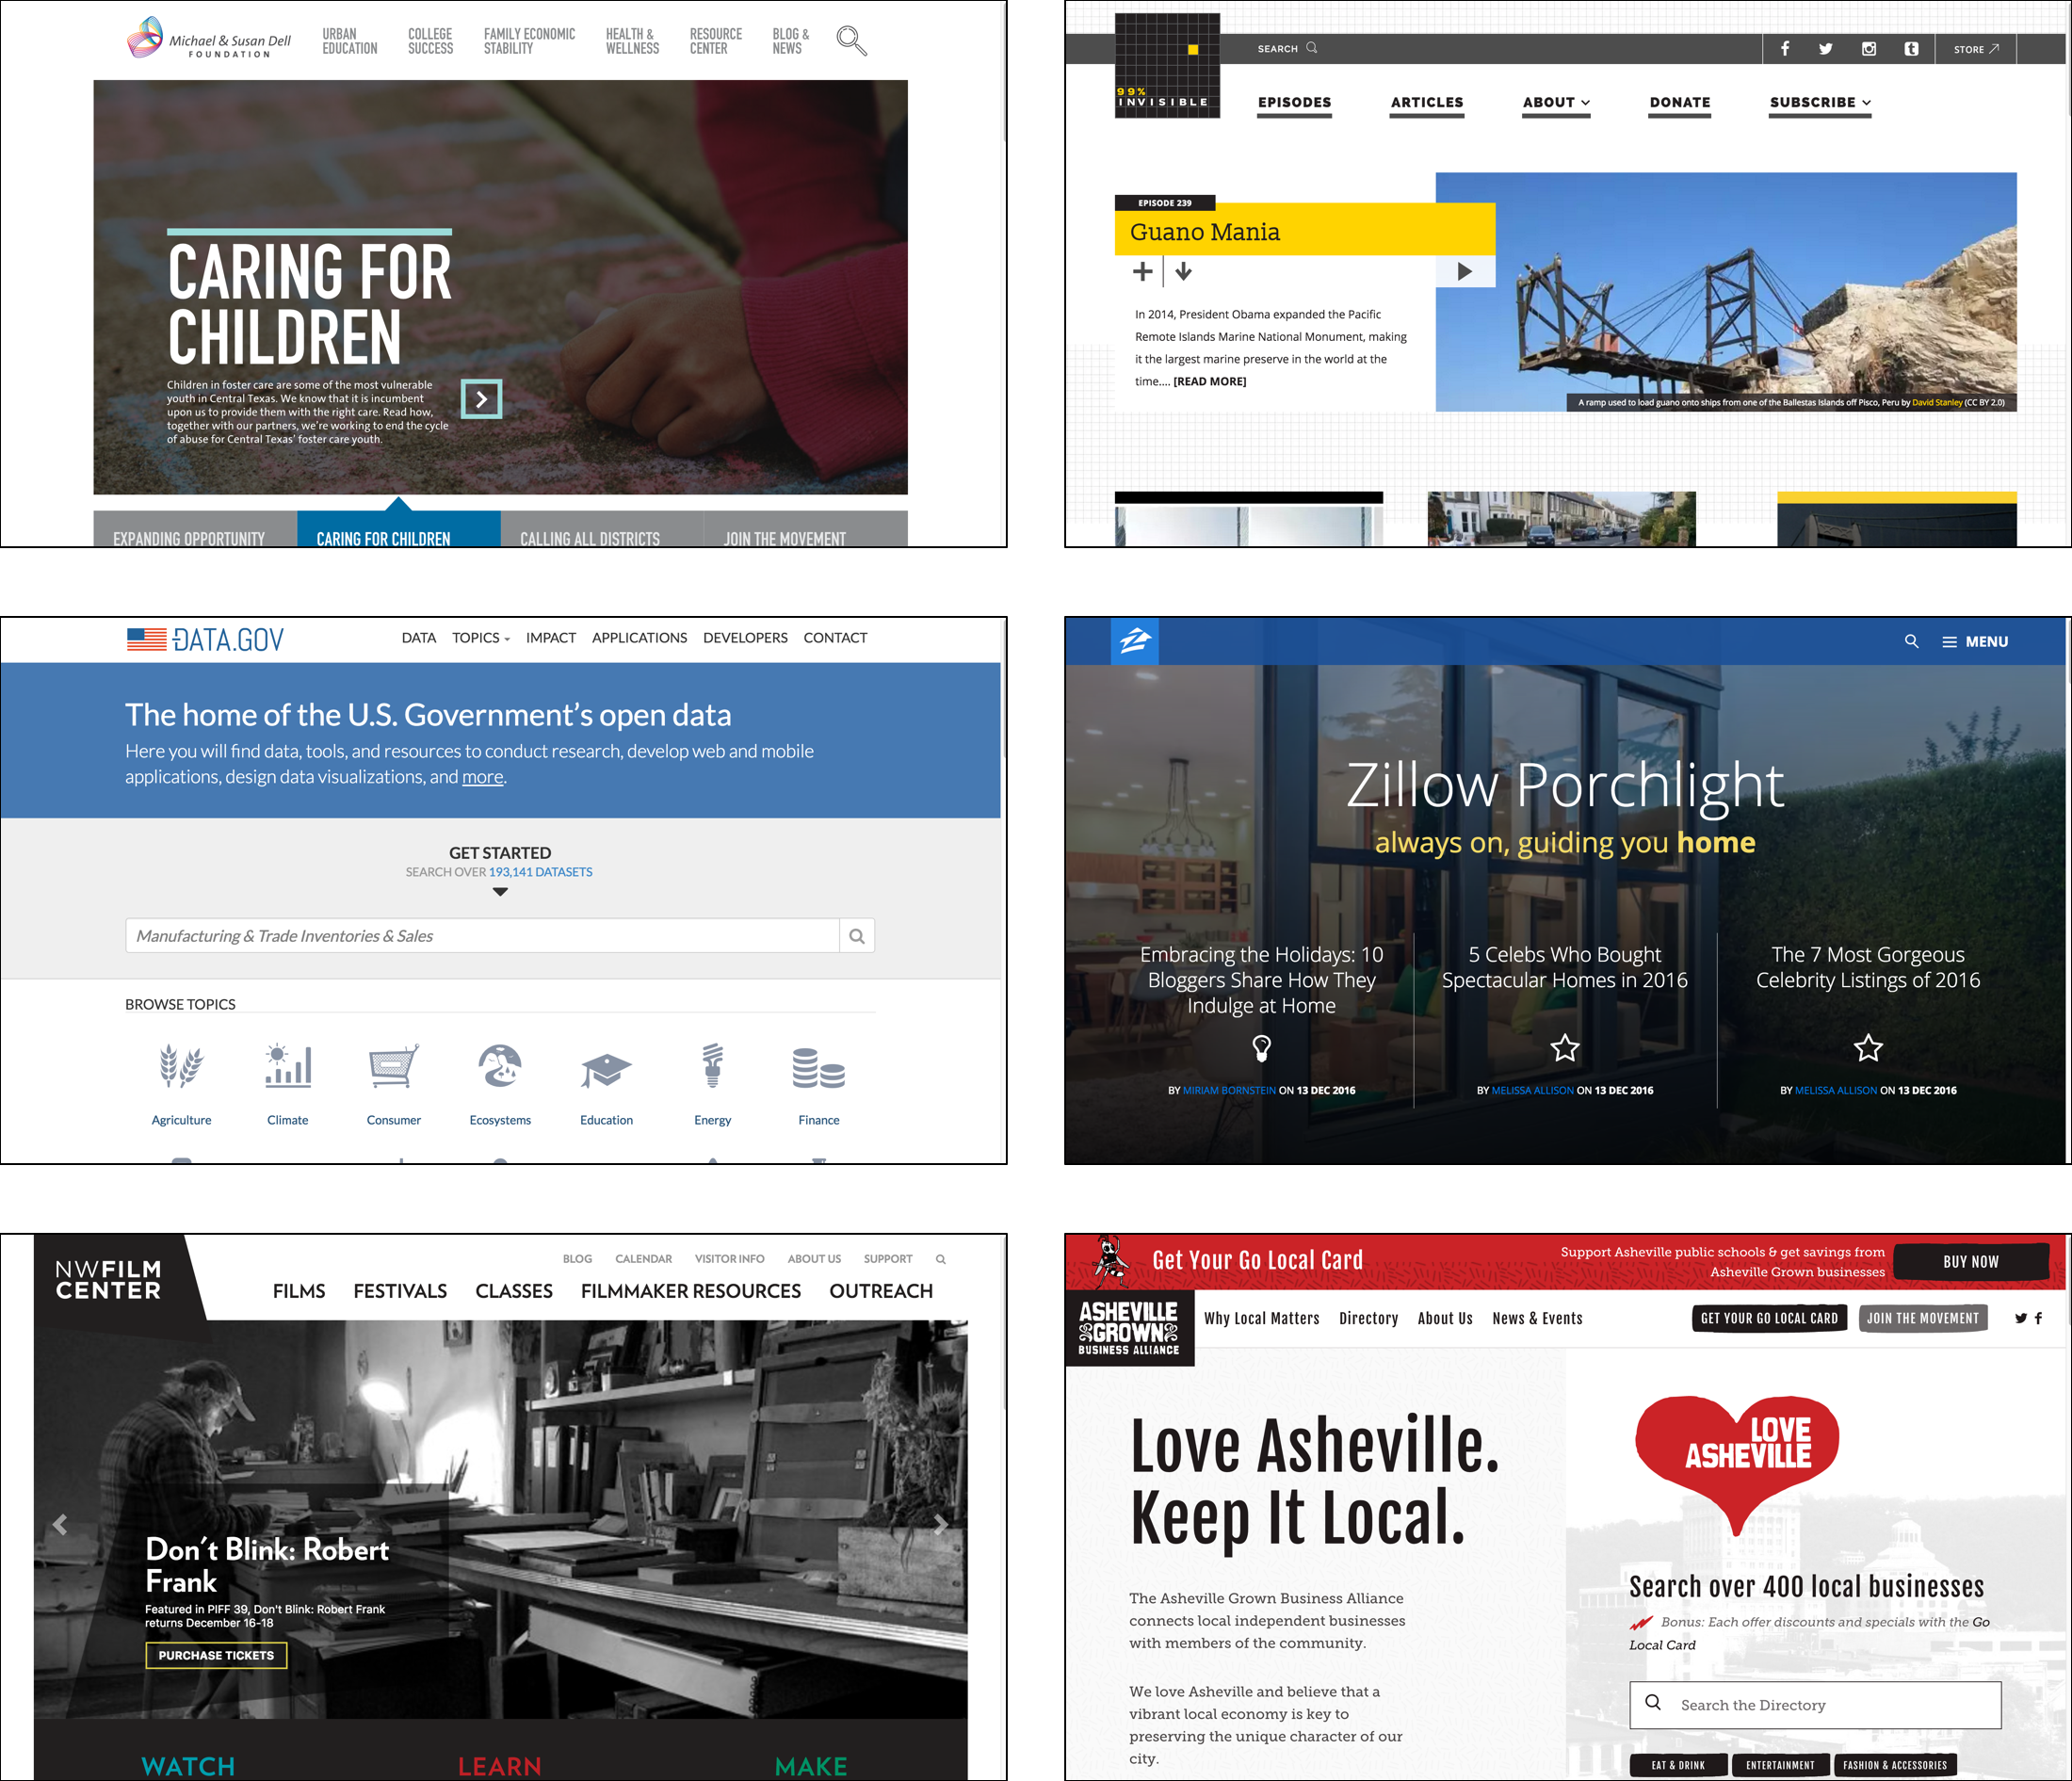 Michael & Susan Dell
FOUNDATION
URBAN
EDUCATION
COLLEGE
SUCCESS
FAMILY ECONOMIC
STABILITY
HEALTH &
WELLNESS
RESOURCE
CENTER
BLOG &
NEWS
CARING FOR
CHILDREN
Children in foster care are some of the most vulnerable
youth in Central Texas. We know that it is incumbent
upon us to provide them with the right care. Read how,
together with our partners, we're working to end the cycle
of abuse for Central Texas' foster care youth.
EXPANDING OPPORTUNITY
CARING FOR CHILDREN
CALLING ALL DISTRICTS
JOIN THE MOVEMENT
99%
INVISIBLE
SEARCH
STORE
EPISODES
ARTICLES
ABOUT
DONATE
SUBSCRIBE
EPISODE 239
Guano Mania
In 2014, President Obama expanded the Pacific
Remote Islands Marine National Monument, making
it the largest marine preserve in the world at the
time.... [READ MORE]
A ramp used to load guano onto ships from one of the Ballestas Islands off Pisco, Peru by David Stanley (CC BY 2.0)
DATA.GOV
DATA TOPICS IMPACT APPLICATIONS DEVELOPERS CONTACT
The home of the U.S. Government's open data
Here you will find data, tools, and resources to conduct research, develop web and mobile
applications, design data visualizations, and more.
GET STARTED
SEARCH OVER 193,141 DATASETS
Manufacturing & Trade Inventories & Sales
BROWSE TOPICS
Agriculture
Climate
Consumer
Ecosystems
Education
Energy
Finance
MENU
Zillow Porchlight
always on, guiding you home
Embracing the Holidays: 10
Bloggers Share How They
Indulge at Home
BY MIRIAM BORNSTEIN ON 13 DEC 2016
5 Celebs Who Bought
Spectacular Homes in 2016
BY MELISSA ALLISON ON 13 DEC 2016
The 7 Most Gorgeous
Celebrity Listings of 2016
BY MELISSA ALLISON ON 13 DEC 2016
NWFILM
CENTER
BLOG CALENDAR VISITOR INFO ABOUT US SUPPORT
FILMS FESTIVALS CLASSES FILMMAKER RESOURCES OUTREACH
Don't Blink: Robert
Frank
Featured in PIFF 39, Don't Blink: Robert Frank
returns December 16-18
PURCHASE TICKETS
WATCH
LEARN
MAKE
Get Your Go Local Card
Support Asheville public schools & get savings from
Asheville Grown businesses
BUY NOW
ASHEVILLE
GROWN
BUSINESS ALLIANCE
Why Local Matters Directory About Us News & Events
GET YOUR GO LOCAL CARD
JOIN THE MOVEMENT
Love Asheville.
Keep It Local.
The Asheville Grown Business Alliance
connects local independent businesses
with members of the community.
We love Asheville and believe that a
vibrant local economy is key to
preserving the unique character of our
city.
LOVE
ASHEVILLE
Search over 400 local businesses
Bonus: Each offer discounts and specials with the Go
Local Card
Search the Directory
EAT & DRINK
ENTERTAINMENT
FASHION & ACCESSORIES